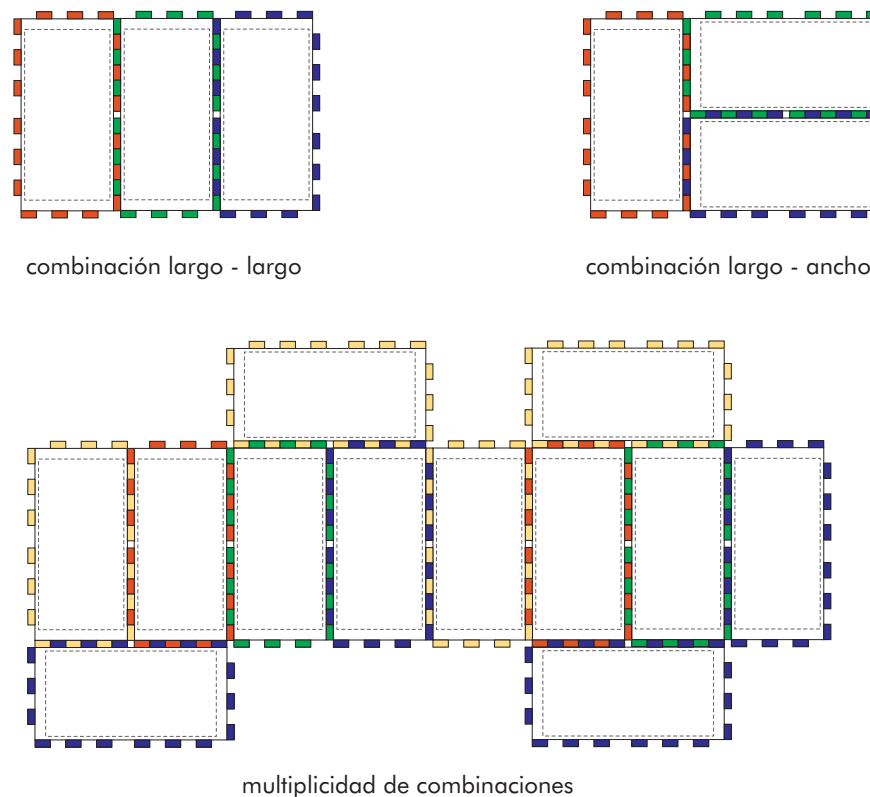 combinación largo - largo
combinación largo - ancho
multiplicidad de combinaciones